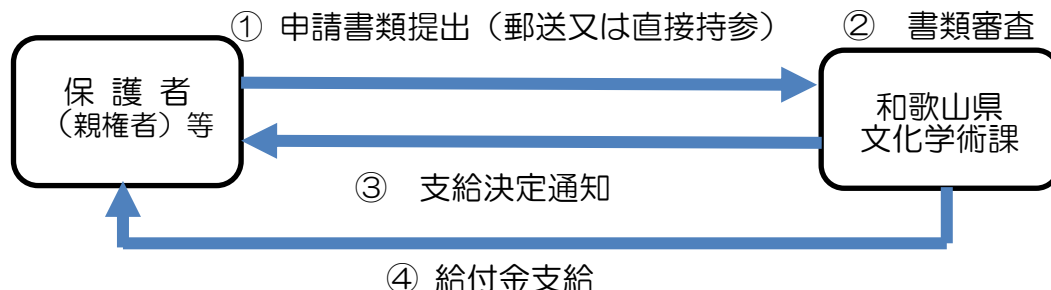 ① 申請書類提出（郵送又は直接持参）
② 書類審査
保 護 者
（親権者）等
和歌山県
文化学術課
③ 支給決定通知
④ 給付金支給